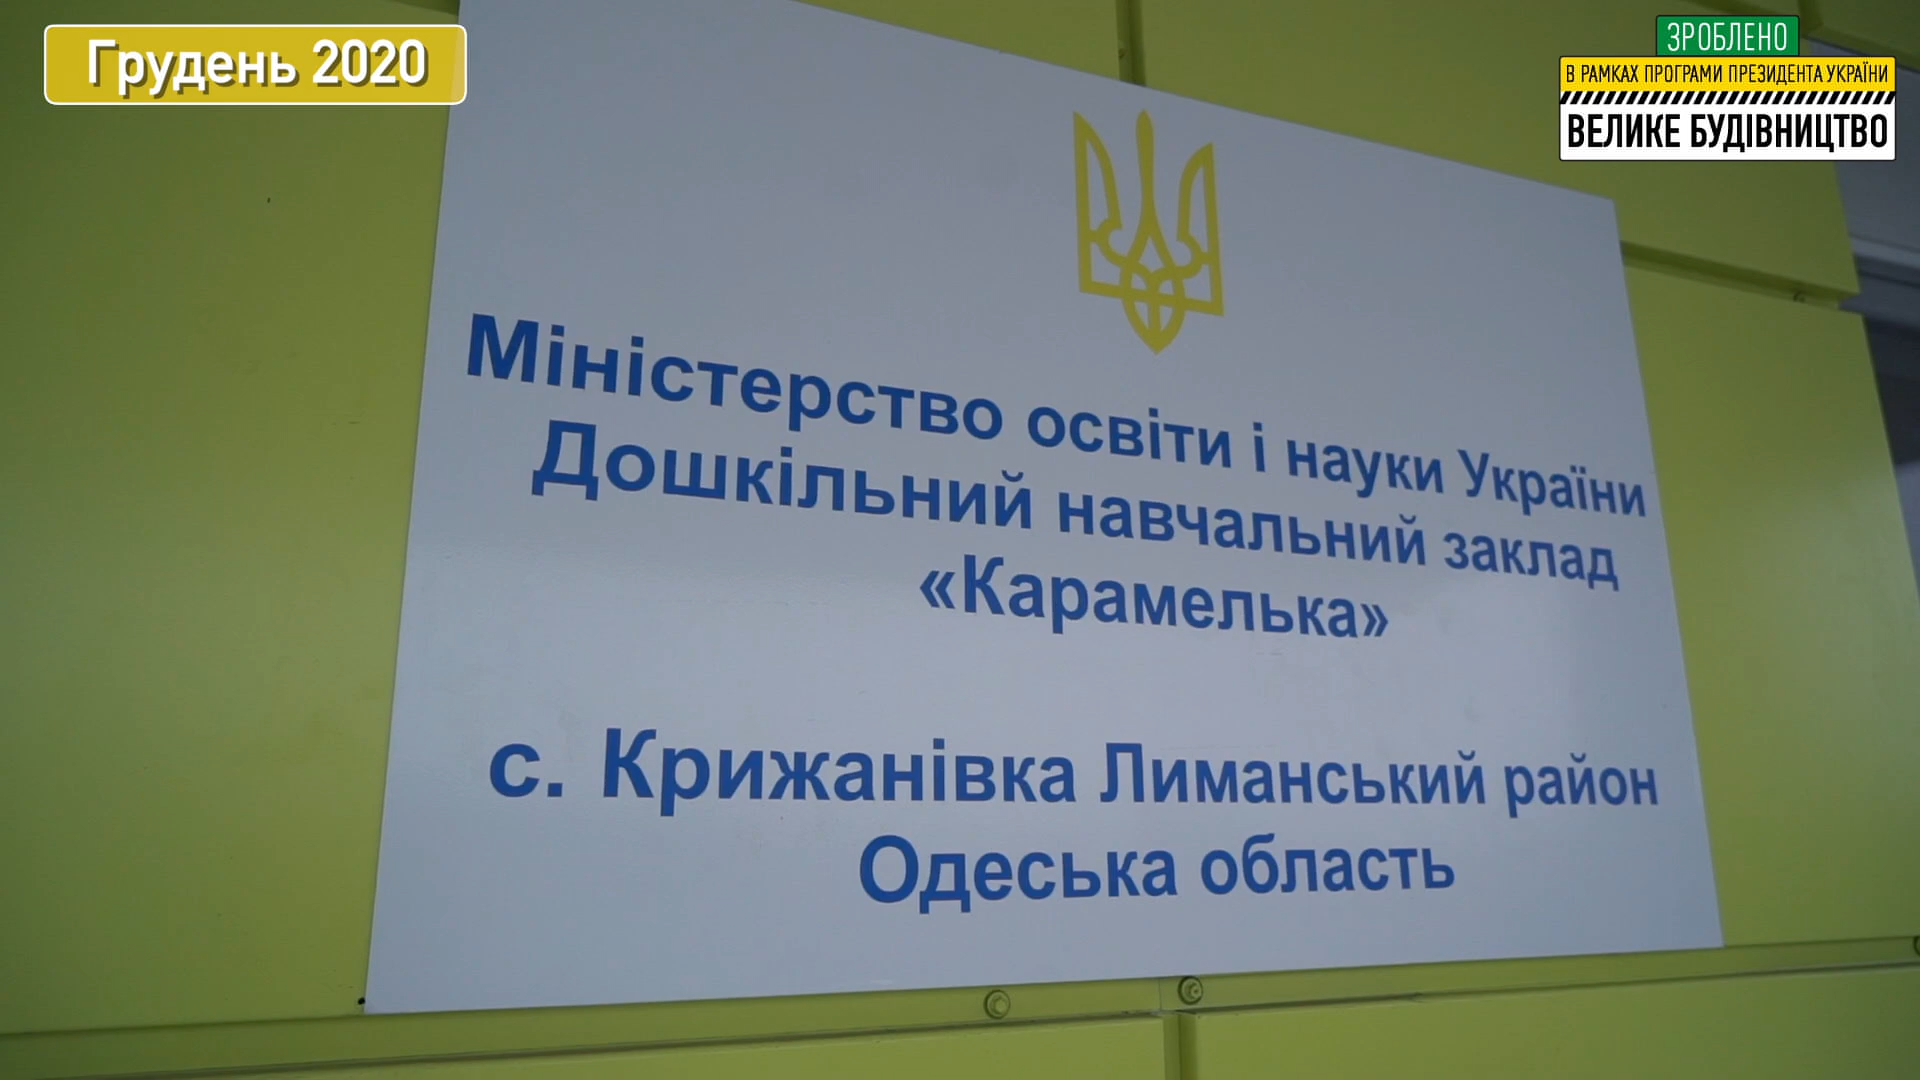 Грудень 2020
ЗРОБЛЕНО
В РАМКАХ ПРОГРАМИ ПРЕЗИДЕНТА УКРАЇНИ
ВЕЛИКЕ БУДІВНИЦТВО
Міністерство освіти і науки України
Дошкільний навчальний заклад
«Карамелька»
с. Крижанівка Лиманський район
Одеська область